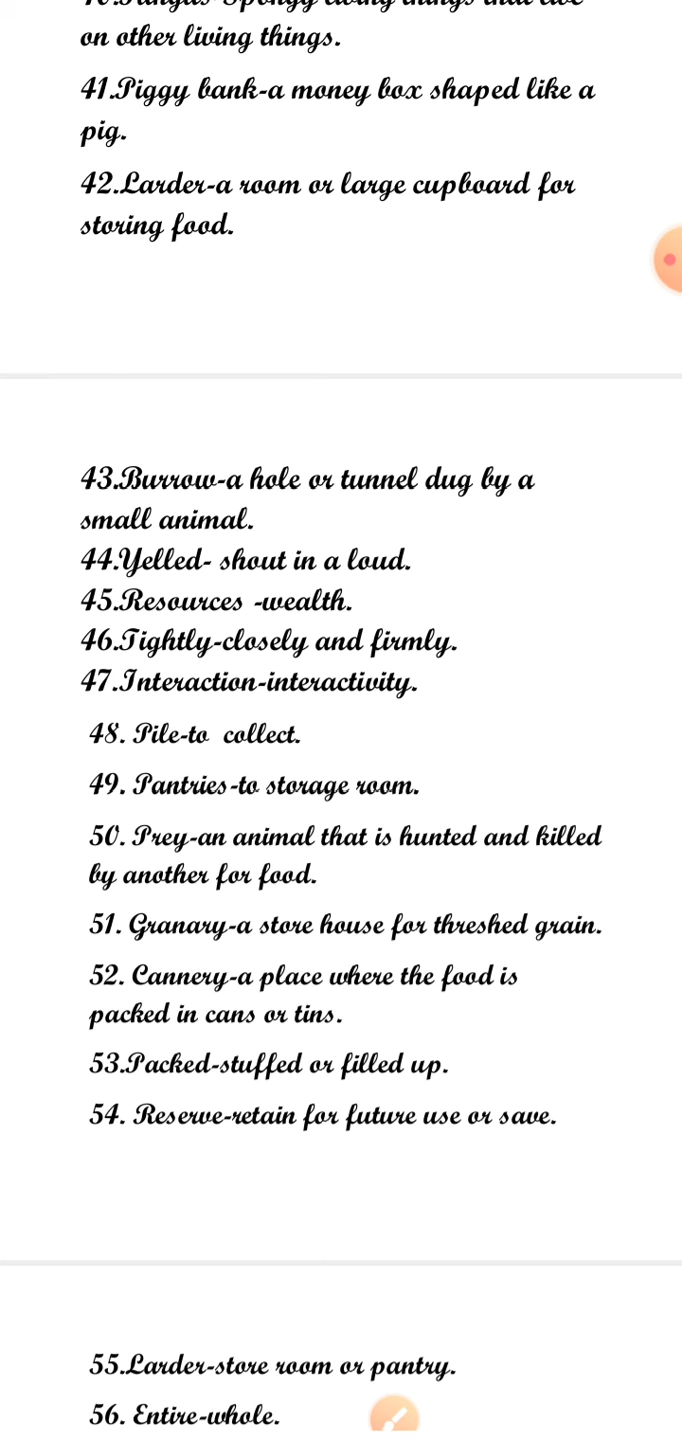 on other living things.
41.Piggy bank-a money box shaped like a
pig.
42.Larder-a room or large cupboard for
storing food.
43.Burrow-a hole or tunnel dug by a
small animal.
44.Yelled- shout in a loud.
45.Resources -wealth.
46.Tightly-closely and firmly.
47.Interaction-interactivity.
48. Pile-to collect.
49. Pantries-to storage room.
50. Prey-an animal that is hunted and killed
by another for food.
51. Granary-a store house for threshed grain.
52. Cannery-a place where the food is
packed in cans or tins.
53.Packed-stuffed or filled up.
54. Reserve-retain for future use or save.
55.Larder-store room or pantry.
56. Entire-whole.